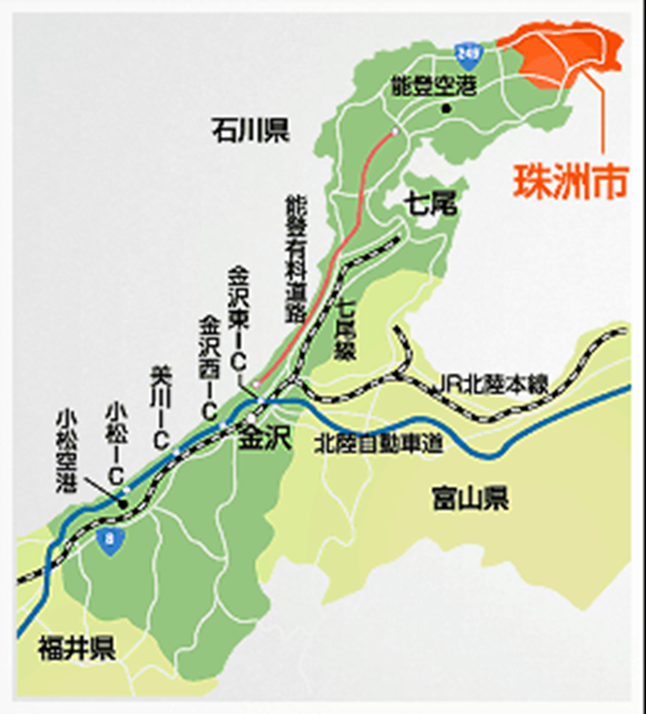 249
能登空港
石川県
珠洲市
七尾
能登有料道路
金沢東IC
七尾線
金沢西IC
美川IC
JR北陸本線
小松IC
小松空港
金沢
北陸自動車道
富山県
8
福井県